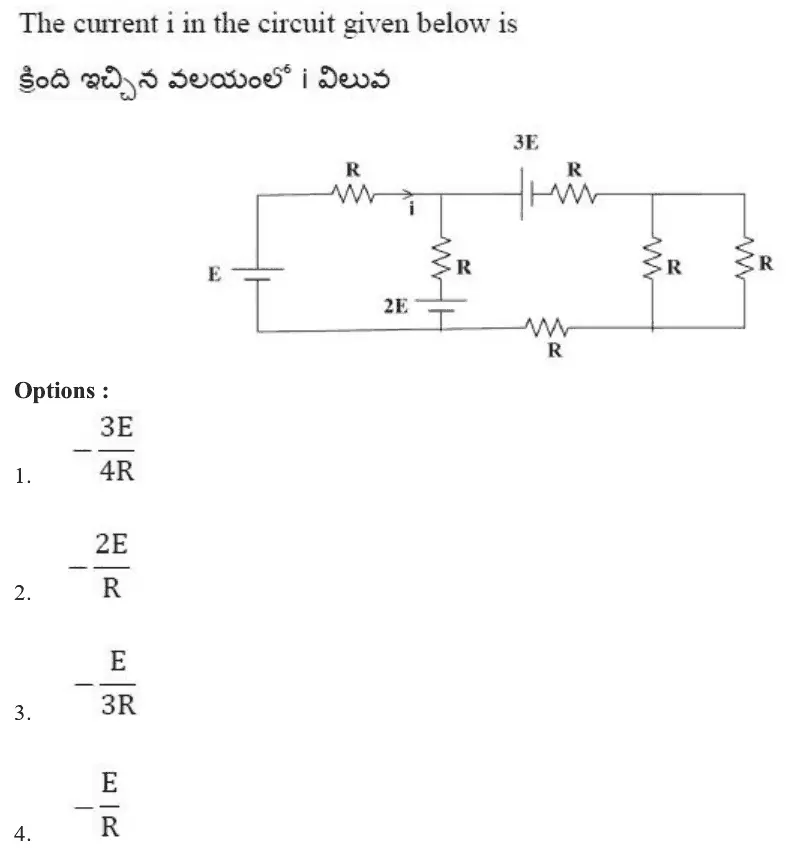 The current i in the circuit given below is
క్రింది ఇచ్చిన వలయంలో i విలువ
3E
R
R
i
R
R
R
E
2E
R
Options :
1. −3E/4R
2. −2E/R
3. −E/3R
4. −E/R